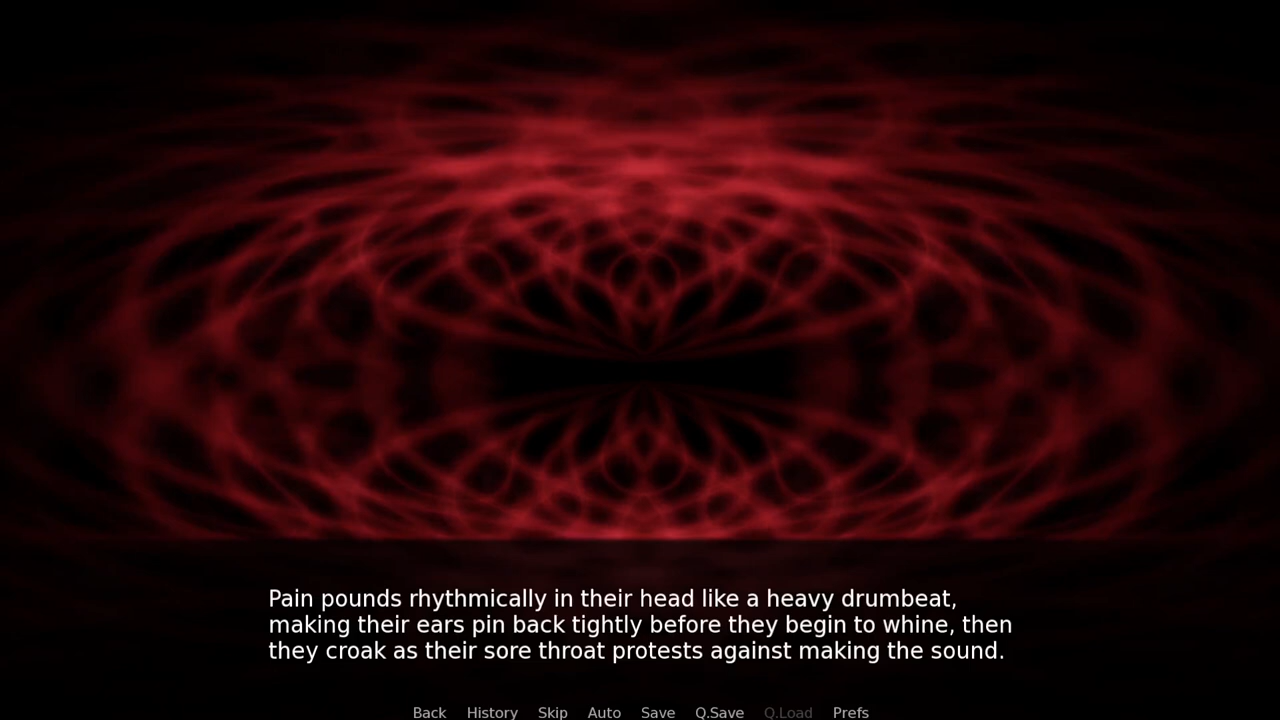 Pain pounds rhythmically in their head like a heavy drumbeat,
making their ears pin back tightly before they begin to whine, then
they croak as their sore throat protests against making the sound.
Back History Skip Auto Save Q.Save Q.Load Prefs